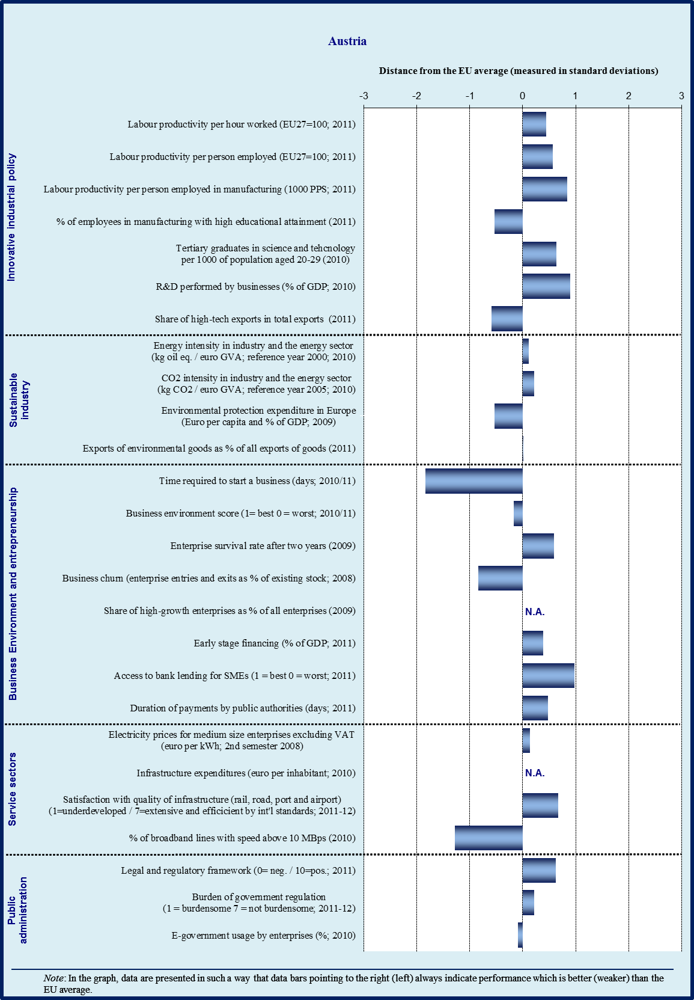 Austria
Distance from the EU average (measured in standard deviations)
-3 -2 -1 0 1 2 3
Innovative industrial policy
Labour productivity per hour worked (EU27=100; 2011)
Labour productivity per person employed (EU27=100; 2011)
Labour productivity per person employed in manufacturing (1000 PPS; 2011)
% of employees in manufacturing with high educational attainment (2011)
Tertiary graduates in science and tehcnology
per 1000 of population aged 20-29 (2010)
R&D performed by businesses (% of GDP; 2010)
Share of high-tech exports in total exports (2011)
Sustainable
industry
Energy intensity in industry and the energy sector
(kg oil eq. / euro GVA; reference year 2000; 2010)
CO2 intensity in industry and the energy sector
(kg CO2 / euro GVA; reference year 2005; 2010)
Environmental protection expenditure in Europe
(Euro per capita and % of GDP; 2009)
Exports of environmental goods as % of all exports of goods (2011)
Business Environment and entrepreneurship
Time required to start a business (days; 2010/11)
Business environment score (1= best 0 = worst; 2010/11)
Enterprise survival rate after two years (2009)
Business churn (enterprise entries and exits as % of existing stock; 2008)
Share of high-growth enterprises as % of all enterprises (2009) N.A.
Early stage financing (% of GDP; 2011)
Access to bank lending for SMEs (1 = best 0 = worst; 2011)
Duration of payments by public authorities (days; 2011)
Service sectors
Electricity prices for medium size enterprises excluding VAT
(euro per kWh; 2nd semester 2008)
Infrastructure expenditures (euro per inhabitant; 2010) N.A.
Satisfaction with quality of infrastructure (rail, road, port and airport)
(1=underdeveloped / 7=extensive and efficicient by int'l standards; 2011-12)
% of broadband lines with speed above 10 MBps (2010)
Public
administration
Legal and regulatory framework (0= neg. / 10=pos.; 2011)
Burden of government regulation
(1 = burdensome 7 = not burdensome; 2011-12)
E-government usage by enterprises (%; 2010)
Note: In the graph, data are presented in such a way that data bars pointing to the right (left) always indicate performance which is better (weaker) than the
EU average.